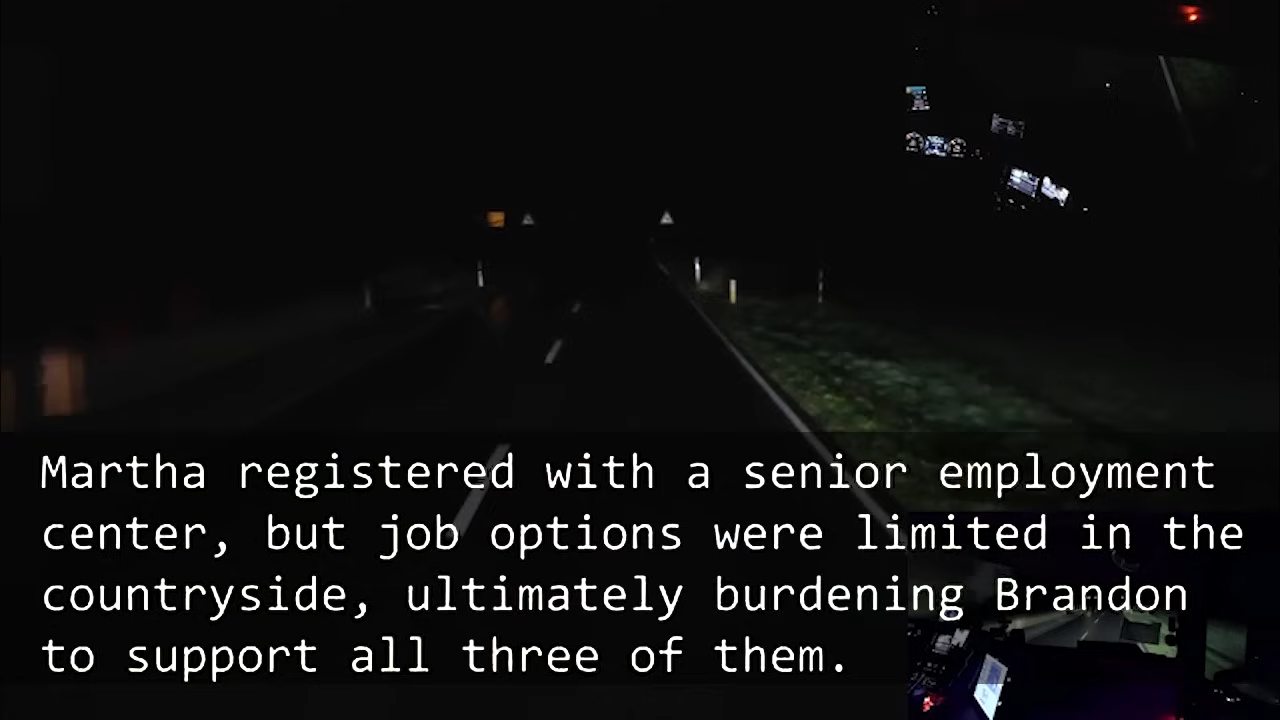 Martha registered with a senior employment
center, but job options were limited in the
countryside, ultimately burdening Brandon
to support all three of them.